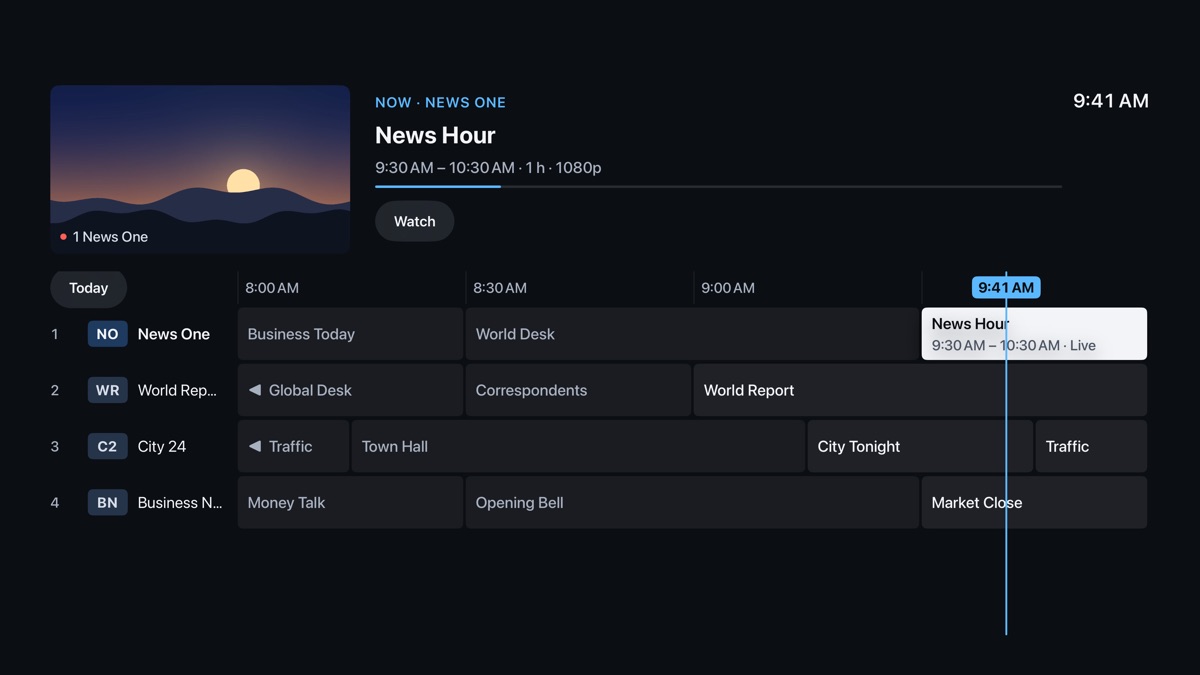 NOW · NEWS ONE
9:41 AM
News Hour
9:30 AM – 10:30 AM · 1 h · 1080p
Watch
1 News One
Today
8:00 AM
8:30 AM
9:00 AM
9:41 AM
1 NO News One
Business Today
World Desk
News Hour
9:30 AM – 10:30 AM · Live
2 WR World Rep...
Global Desk
Correspondents
World Report
3 C2 City 24
Traffic
Town Hall
City Tonight
Traffic
4 BN Business N...
Money Talk
Opening Bell
Market Close